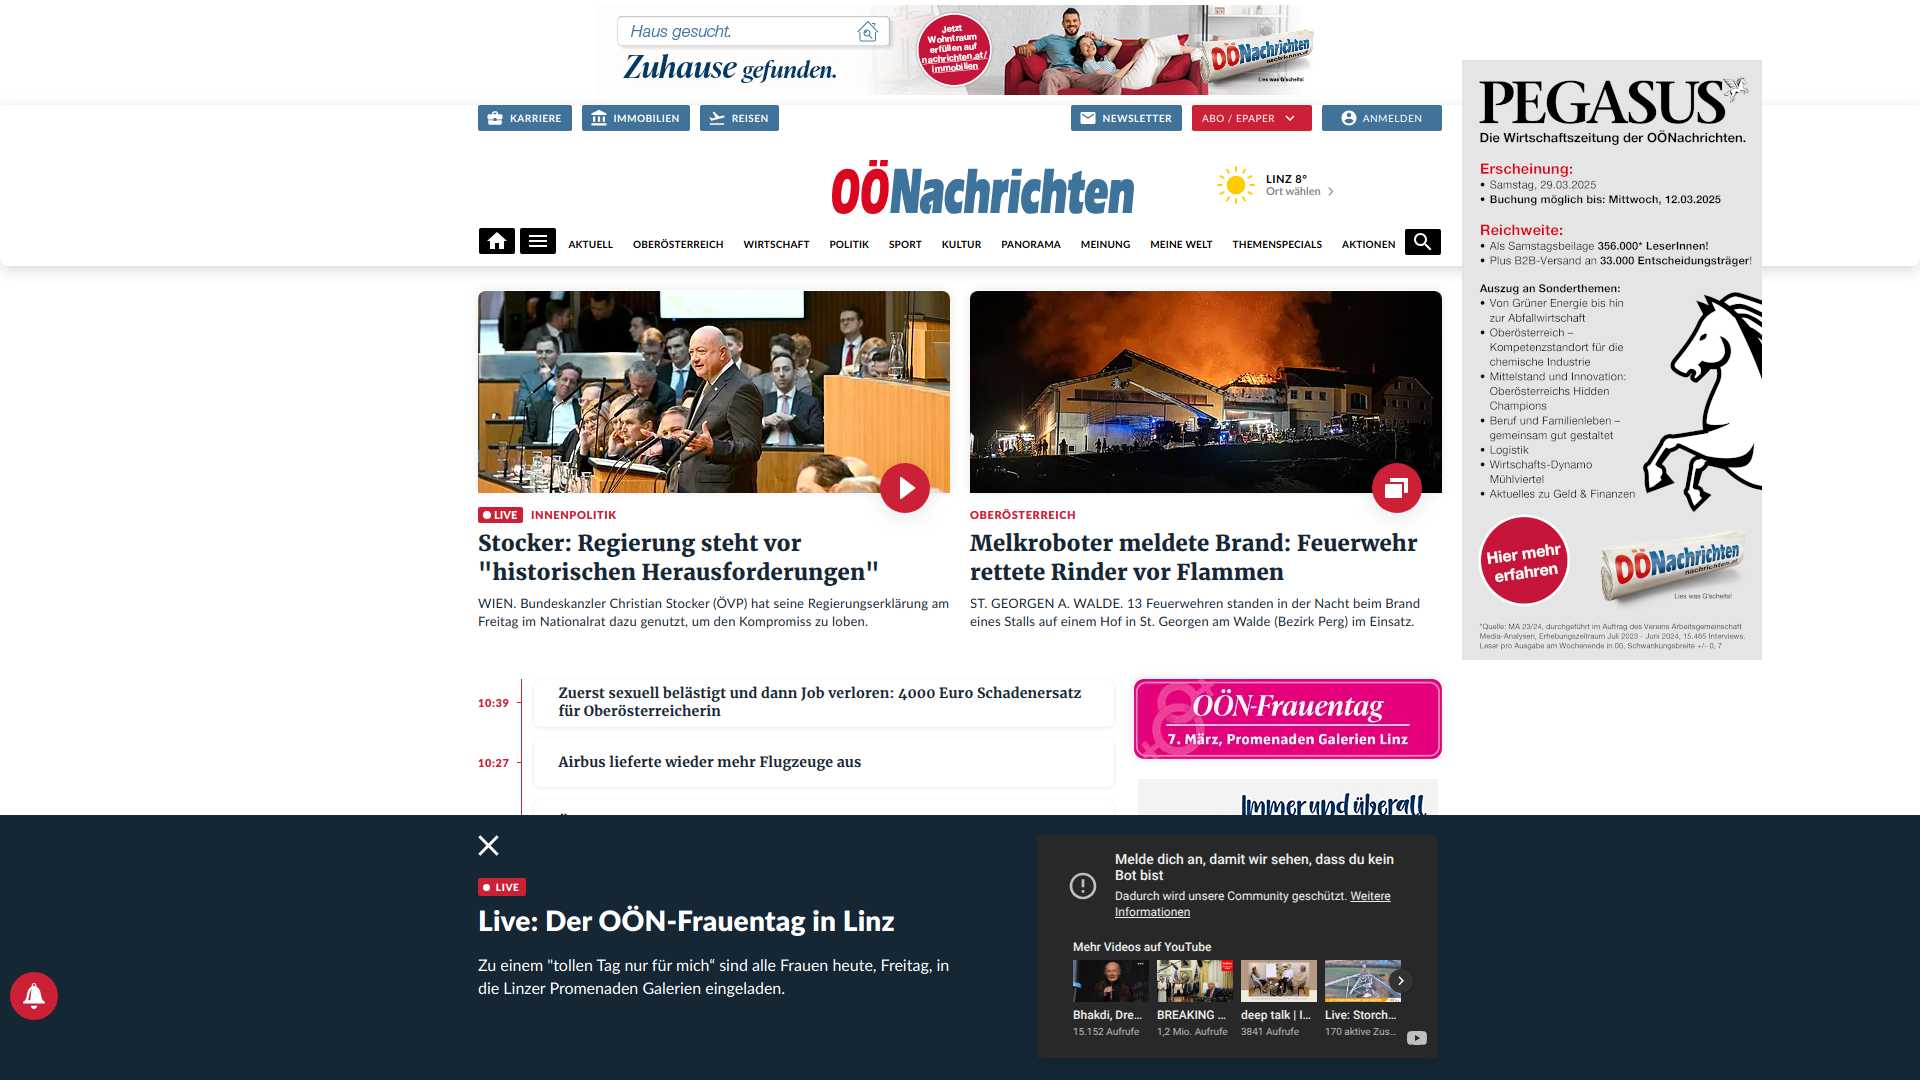 Haus gesucht.
Zuhause gefunden.
Jetzt
Wohntraum
erfüllen auf
nachrichten.at/
immobilien
OÖNachrichten
Lies was G'scheits!
KARRIERE
IMMOBILIEN
REISEN
NEWSLETTER
ABO / EPAPER
ANMELDEN
OÖNachrichten
LINZ 8°
Ort wählen
AKTUELL
OBERÖSTERREICH
WIRTSCHAFT
POLITIK
SPORT
KULTUR
PANORAMA
MEINUNG
MEINE WELT
THEMENSPECIALS
AKTIONEN
PEGASUS
Die Wirtschaftszeitung der OÖNachrichten.
Erscheinung:
• Samstag, 29.03.2025
• Buchung möglich bis: Mittwoch, 12.03.2025
Reichweite:
• Als Samstagsbeilage 356.000* LeserInnen!
• Plus B2B-Versand an 33.000 Entscheidungsträger!
Auszug an Sonderthemen:
• Von Grüner Energie bis hin
zur Abfallwirtschaft
• Oberösterreich –
Kompetenzstandort für die
chemische Industrie
• Mittelstand und Innovation:
Oberösterreichs Hidden
Champions
• Beruf und Familienleben –
gemeinsam gut gestaltet
• Logistik
• Wirtschafts-Dynamo
Mühlviertel
• Aktuelles zu Geld & Finanzen
Hier mehr
erfahren
OÖNachrichten
nachrichten.at
Lies was G'scheits!
*Quelle: MA 23/24, durchgeführt im Auftrag des Vereins Arbeitsgemeinschaft
Media-Analysen, Erhebungszeitraum Juli 2023 - Juni 2024, 15.465 Interviews.
Leser pro Ausgabe am Wochenende in OÖ, Schwankungsbreite +/- 0, 7
LIVE
INNENPOLITIK
Stocker: Regierung steht vor
"historischen Herausforderungen"
WIEN. Bundeskanzler Christian Stocker (ÖVP) hat seine Regierungserklärung am
Freitag im Nationalrat dazu genutzt, um den Kompromiss zu loben.
OBERÖSTERREICH
Melkroboter meldete Brand: Feuerwehr
rettete Rinder vor Flammen
ST. GEORGEN A. WALDE. 13 Feuerwehren standen in der Nacht beim Brand
eines Stalls auf einem Hof in St. Georgen am Walde (Bezirk Perg) im Einsatz.
10:39
Zuerst sexuell belästigt und dann Job verloren: 4000 Euro Schadenersatz
für Oberösterreicherin
10:27
Airbus lieferte wieder mehr Flugzeuge aus
OÖN-Frauentag
7. März, Promenaden Galerien Linz
Immer und überall
LIVE
Live: Der OÖN-Frauentag in Linz
Zu einem "tollen Tag nur für mich“ sind alle Frauen heute, Freitag, in
die Linzer Promenaden Galerien eingeladen.
Melde dich an, damit wir sehen, dass du kein
Bot bist
Dadurch wird unsere Community geschützt. Weitere
Informationen
Mehr Videos auf YouTube
Bhakdi, Dre...
15.152 Aufrufe
BREAKING ...
1,2 Mio. Aufrufe
deep talk | I...
3841 Aufrufe
Live: Storch...
170 aktive Zus...